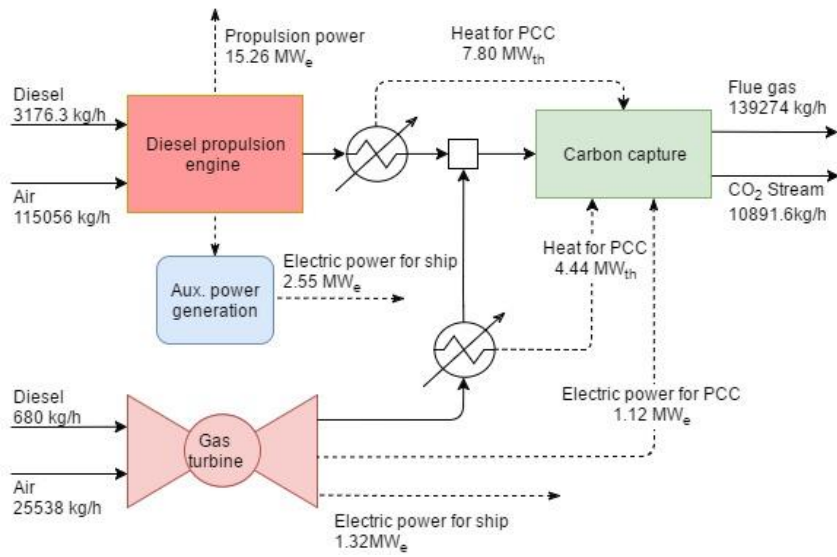 Propulsion power
15.26 MWe
Heat for PCC
7.80 MWth
Diesel
3176.3 kg/h
Diesel propulsion
engine
Air
115056 kg/h
Carbon capture
Flue gas
139274 kg/h
CO2 Stream
10891.6kg/h
Aux. power
generation
Electric power for ship
2.55 MWe
Heat for PCC
4.44 MWth
Diesel
680 kg/h
Gas
turbine
Air
25538 kg/h
Electric power for PCC
1.12 MWe
Electric power for ship
1.32MWe